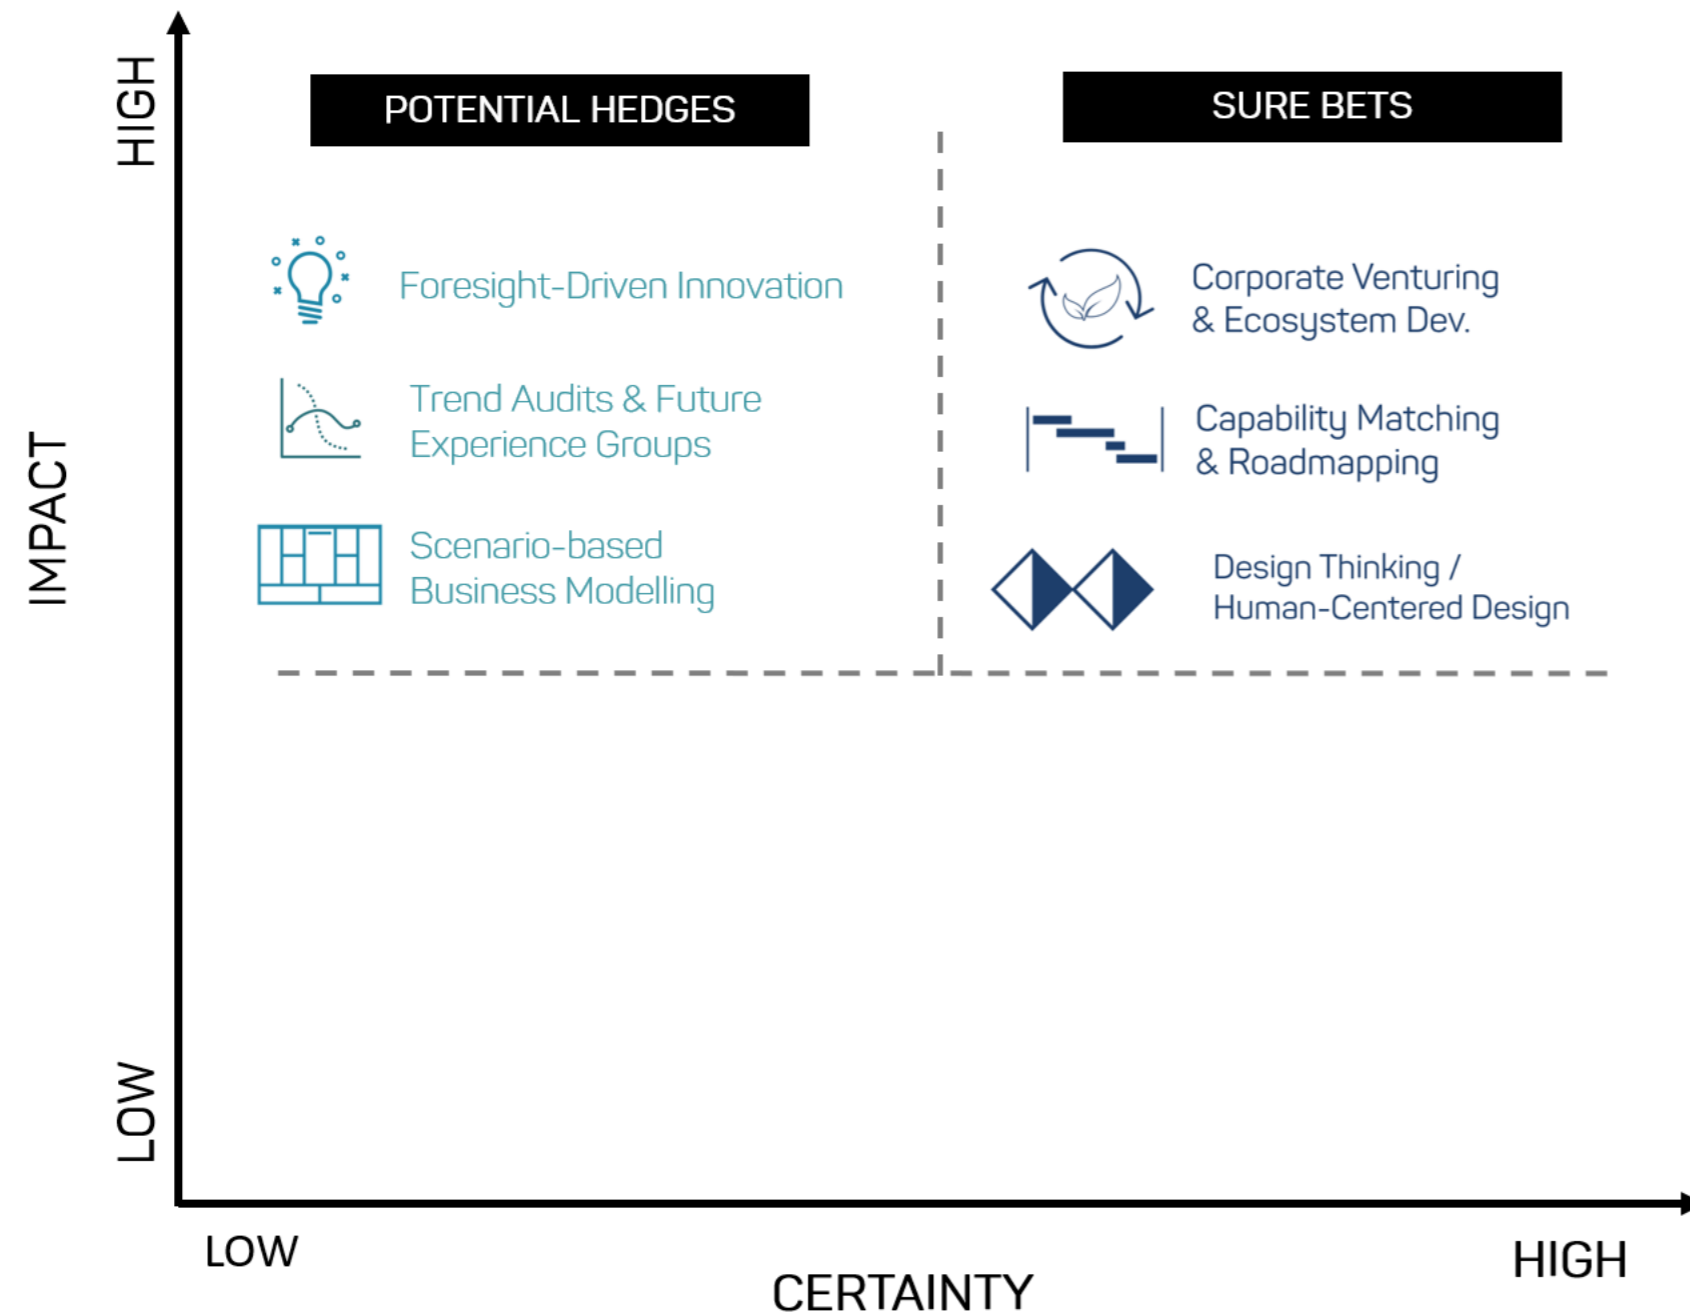 HIGH
POTENTIAL HEDGES
SURE BETS
Foresight-Driven Innovation
Corporate Venturing
& Ecosystem Dev.
Trend Audits & Future
Experience Groups
Capability Matching
& Roadmapping
IMPACT
Scenario-based
Business Modelling
Design Thinking /
Human-Centered Design
LOW
LOW
HIGH
CERTAINTY